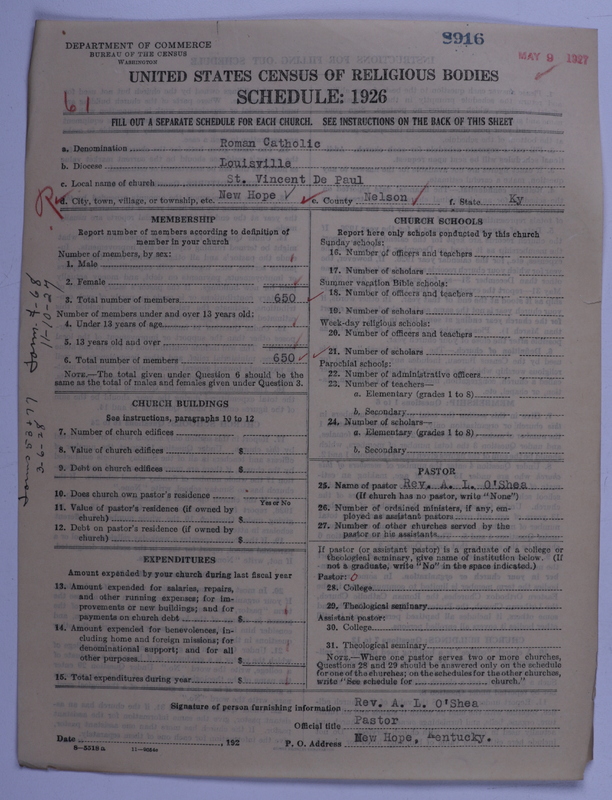 DEPARTMENT OF COMMERCE
BUREAU OF THE CENSUS
WASHINGTON
8916
MAY 9 1927
UNITED STATES CENSUS OF RELIGIOUS BODIES
SCHEDULE: 1926
61
FILL OUT A SEPARATE SCHEDULE FOR EACH CHURCH. SEE INSTRUCTIONS ON THE BACK OF THIS SHEET
a. Denomination Roman Catholic
b. Diocese Louisville
c. Local name of church St. Vincent De Paul
d. City, town, village, or township, etc. New Hope e. County Nelson f. State Ky
MEMBERSHIP
Report number of members according to definition of
member in your church
Number of members, by sex:
1. Male
2. Female
3. Total number of members 650
Number of members under and over 13 years old:
4. Under 13 years of age
5. 13 years old and over
6. Total number of members 650
NOTE.—The total given under Question 6 should be the
same as the total of males and females given under Question 3.
CHURCH BUILDINGS
See instructions, paragraphs 10 to 12
7. Number of church edifices
8. Value of church edifices $
9. Debt on church edifices $
10. Does church own pastor's residence
Yes or No
11. Value of pastor's residence (if owned by
church) $
12. Debt on pastor's residence (if owned by
church) $
EXPENDITURES
Amount expended by your church during last fiscal year
13. Amount expended for salaries, repairs,
and other running expenses; for im-
provements or new buildings; and for
payments on church debt $
14. Amount expended for benevolences, in-
cluding home and foreign missions; for
denominational support; and for all
other purposes $
15. Total expenditures during year $
CHURCH SCHOOLS
Report here only schools conducted by this church
Sunday schools:
16. Number of officers and teachers
17. Number of scholars
Summer vacation Bible schools:
18. Number of officers and teachers
19. Number of scholars
Week-day religious schools:
20. Number of officers and teachers
21. Number of scholars
Parochial schools:
22. Number of administrative officers
23. Number of teachers—
a. Elementary (grades 1 to 8)
b. Secondary
24. Number of scholars—
a. Elementary (grades 1 to 8)
b. Secondary
PASTOR
25. Name of pastor Rev. A. L. O'Shea
(If church has no pastor, write "None")
26. Number of ordained ministers, if any, em-
ployed as assistant pastors
27. Number of other churches served by the
pastor or his assistants
If pastor (or assistant pastor) is a graduate of a college or
theological seminary, give name of institution below. (If
not a graduate, write "No" in the space indicated.)
Pastor: 0
28. College
29. Theological seminary
Assistant pastor:
30. College
31. Theological seminary
NOTE.—Where one pastor serves two or more churches,
Questions 28 and 29 should be answered only on the schedule
for one of the churches; on the schedules for the other churches,
write "See schedule for church."
Signature of person furnishing information Rev. A. L. O'Shea
Official title Pastor
Date , 192 P. O. Address New Hope, Kentucky.
8—5318a 11—9064c
11-10-27
3-6-28